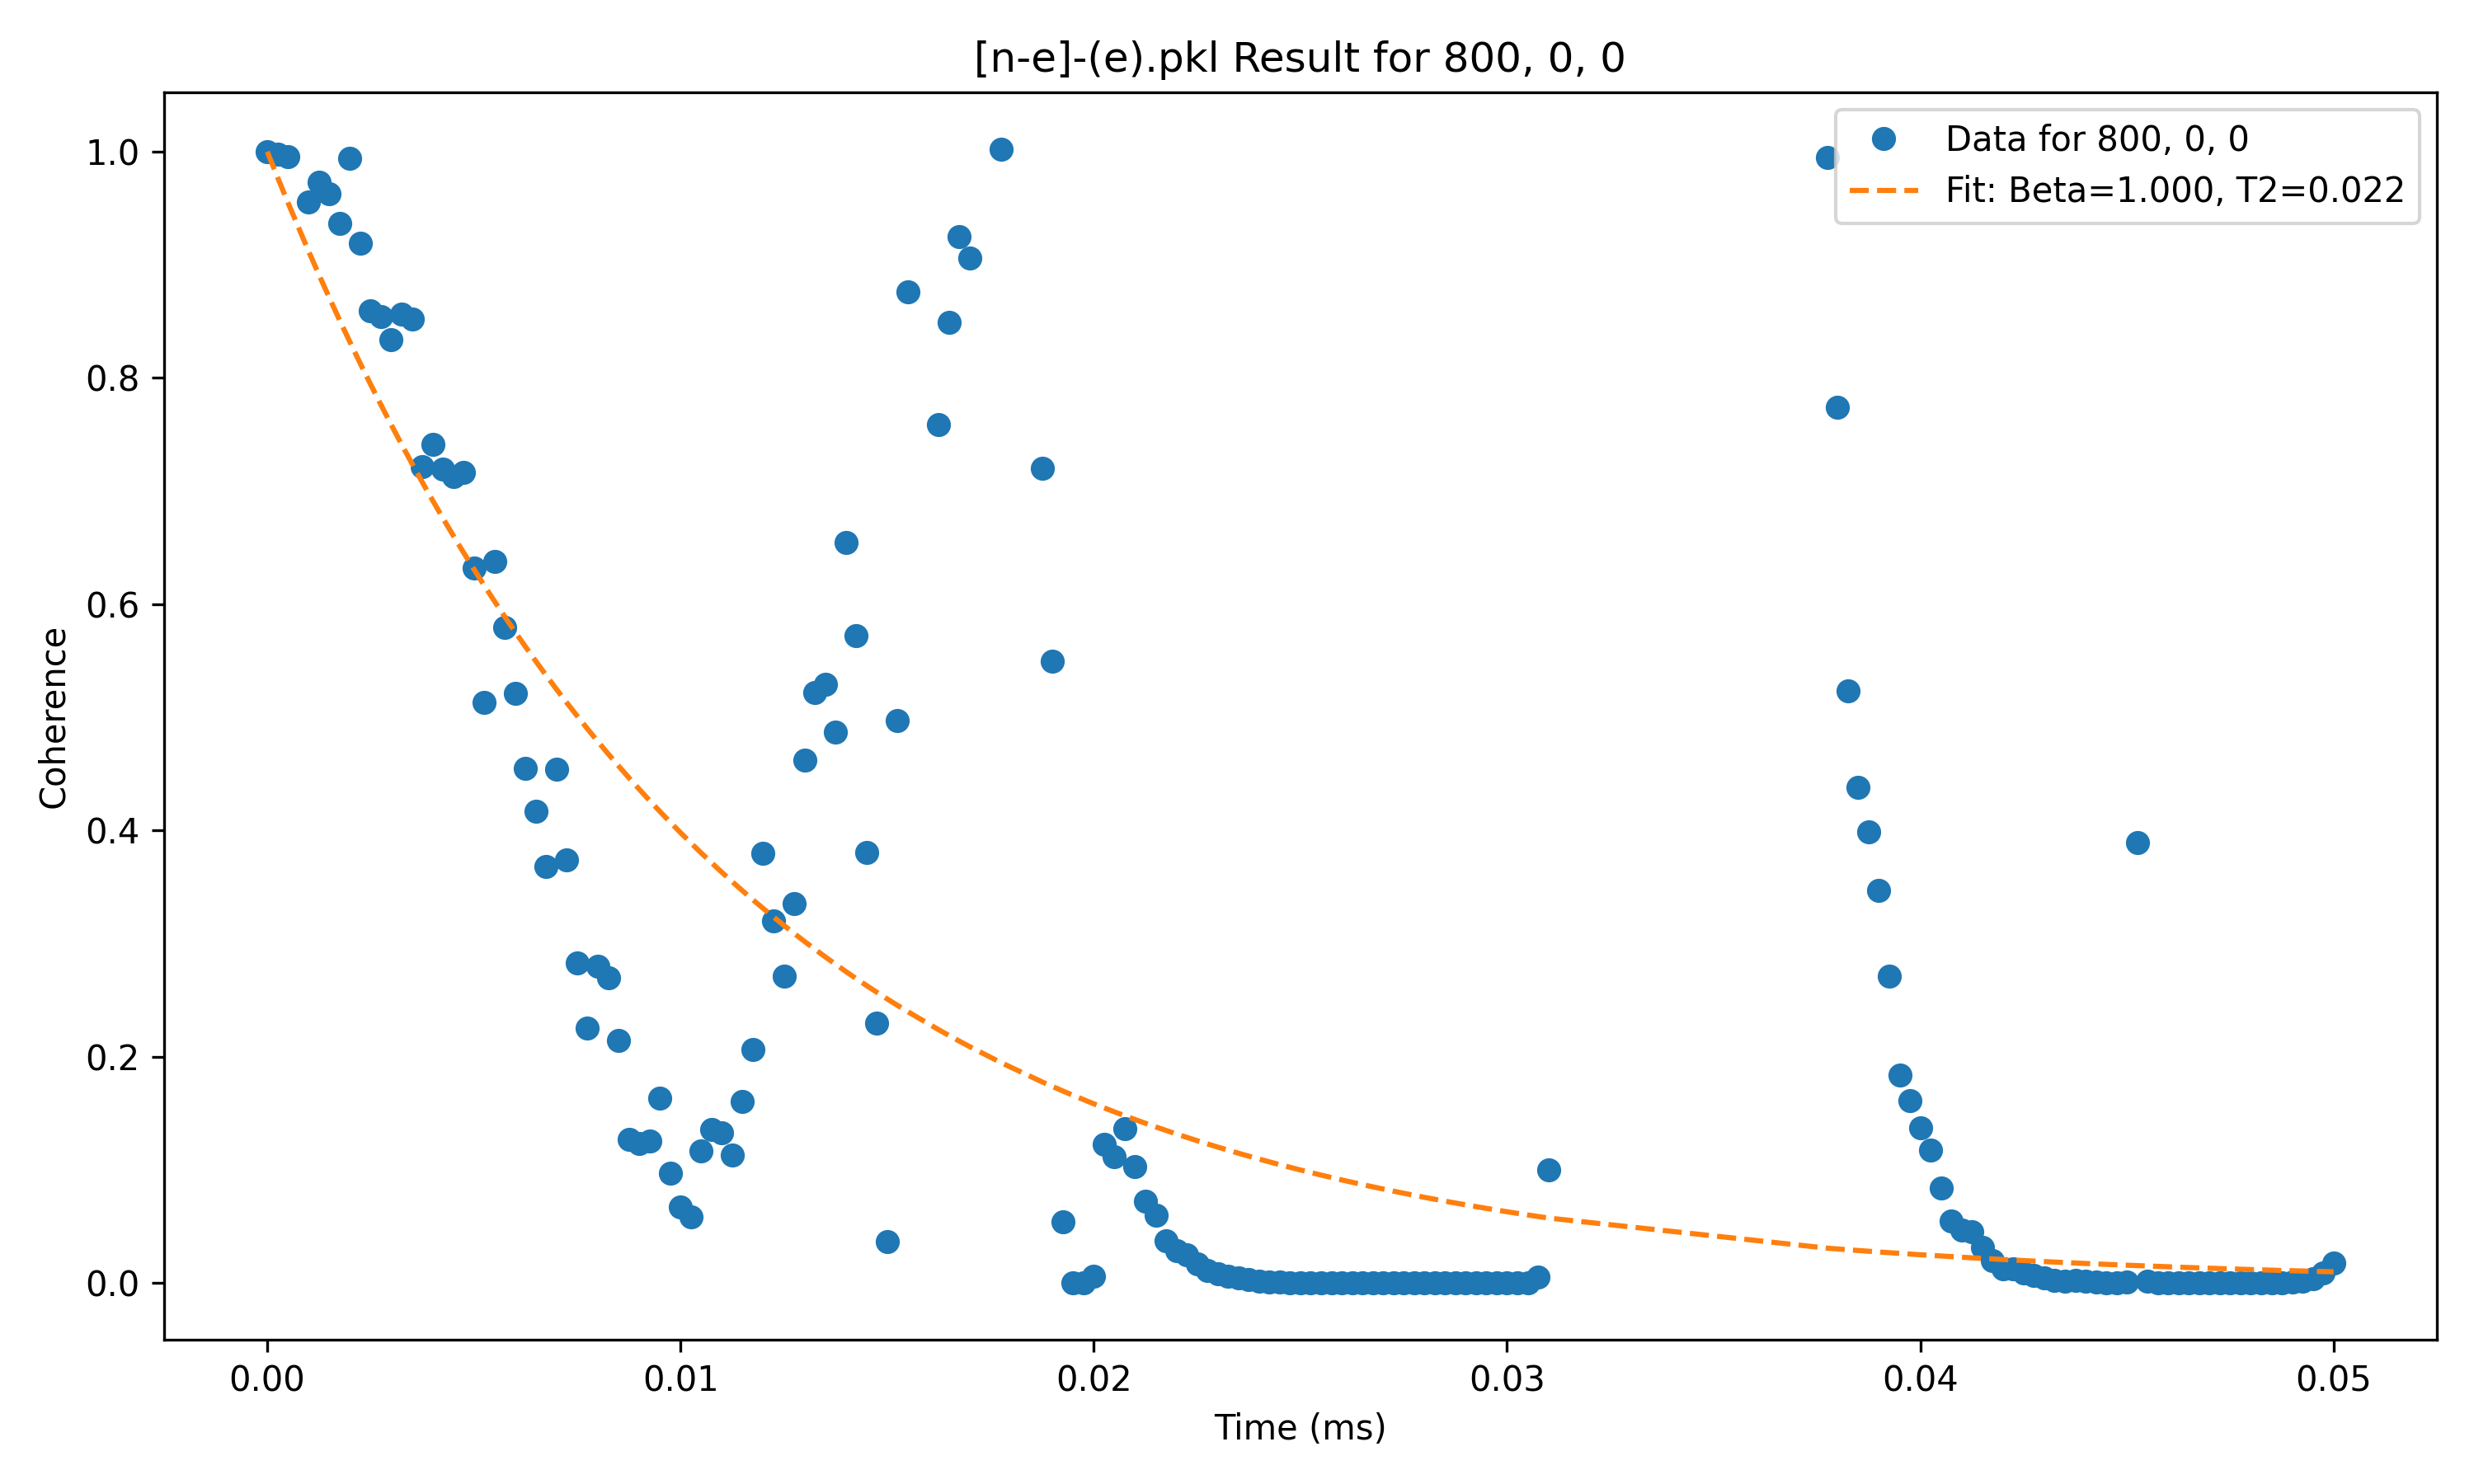 [n-e]-(e).pkl Result for 800, 0, 0
Data for 800, 0, 0
Fit: Beta=1.000, T2=0.022
Coherence
1.0
0.8
0.6
0.4
0.2
0.0
0.00 0.01 0.02 0.03 0.04 0.05
Time (ms)